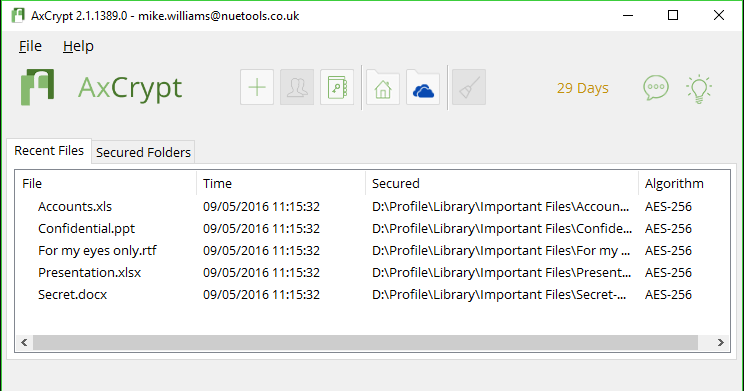 AxCrypt 2.1.1389.0 - mike.williams@nuetools.co.uk
File Help
AxCrypt 29 Days
Recent Files Secured Folders
File Time Secured Algorithm
Accounts.xls 09/05/2016 11:15:32 D:\Profile\Library\Important Files\Accoun... AES-256
Confidential.ppt 09/05/2016 11:15:32 D:\Profile\Library\Important Files\Confide... AES-256
For my eyes only.rtf 09/05/2016 11:15:32 D:\Profile\Library\Important Files\For my ... AES-256
Presentation.xlsx 09/05/2016 11:15:32 D:\Profile\Library\Important Files\Present... AES-256
Secret.docx 09/05/2016 11:15:32 D:\Profile\Library\Important Files\Secret-... AES-256